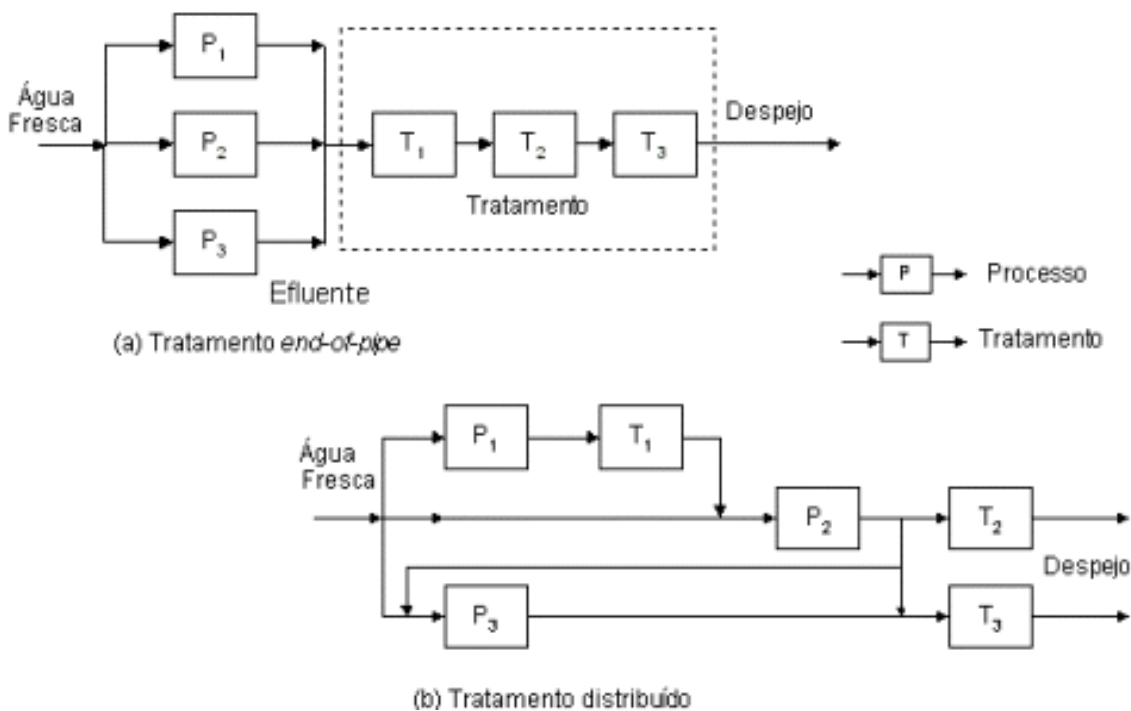 P1
Água
Fresca
P2
P3
Efluente
T1
T2
T3
Tratamento
Despejo
(a) Tratamento end-of-pipe
P
Processo
T
Tratamento
Água
Fresca
P1
T1
P2
T2
Despejo
P3
T3
(b) Tratamento distribuído